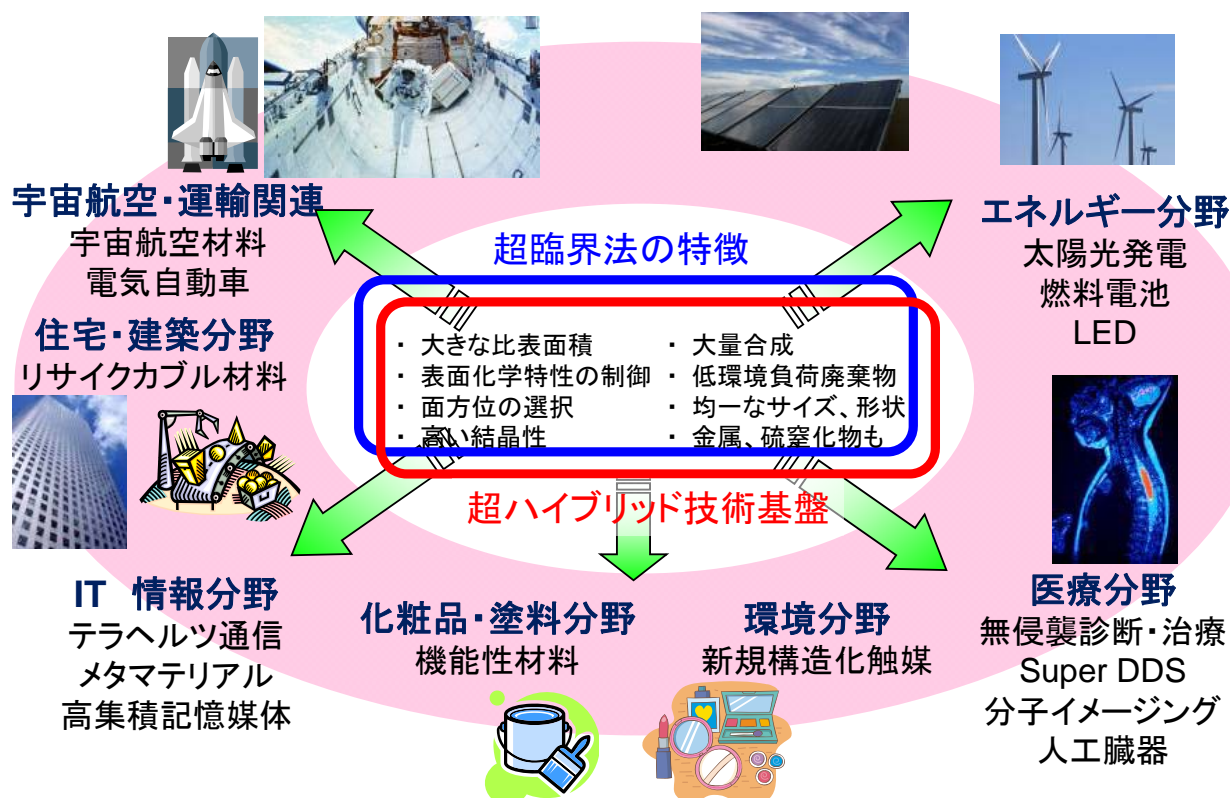 宇宙航空・運輸関連
宇宙航空材料
電気自動車
住宅・建築分野
リサイクカブル材料
エネルギー分野
太陽光発電
燃料電池
LED
超臨界法の特徴
・ 大きな比表面積
・ 表面化学特性の制御
・ 面方位の選択
・ 高い結晶性
・ 大量合成
・ 低環境負荷廃棄物
・ 均一なサイズ、形状
・ 金属、硫窒化物も
超ハイブリッド技術基盤
IT 情報分野
テラヘルツ通信
メタマテリアル
高集積記憶媒体
化粧品・塗料分野
機能性材料
環境分野
新規構造化触媒
医療分野
無侵襲診断・治療
Super DDS
分子イメージング
人工臓器